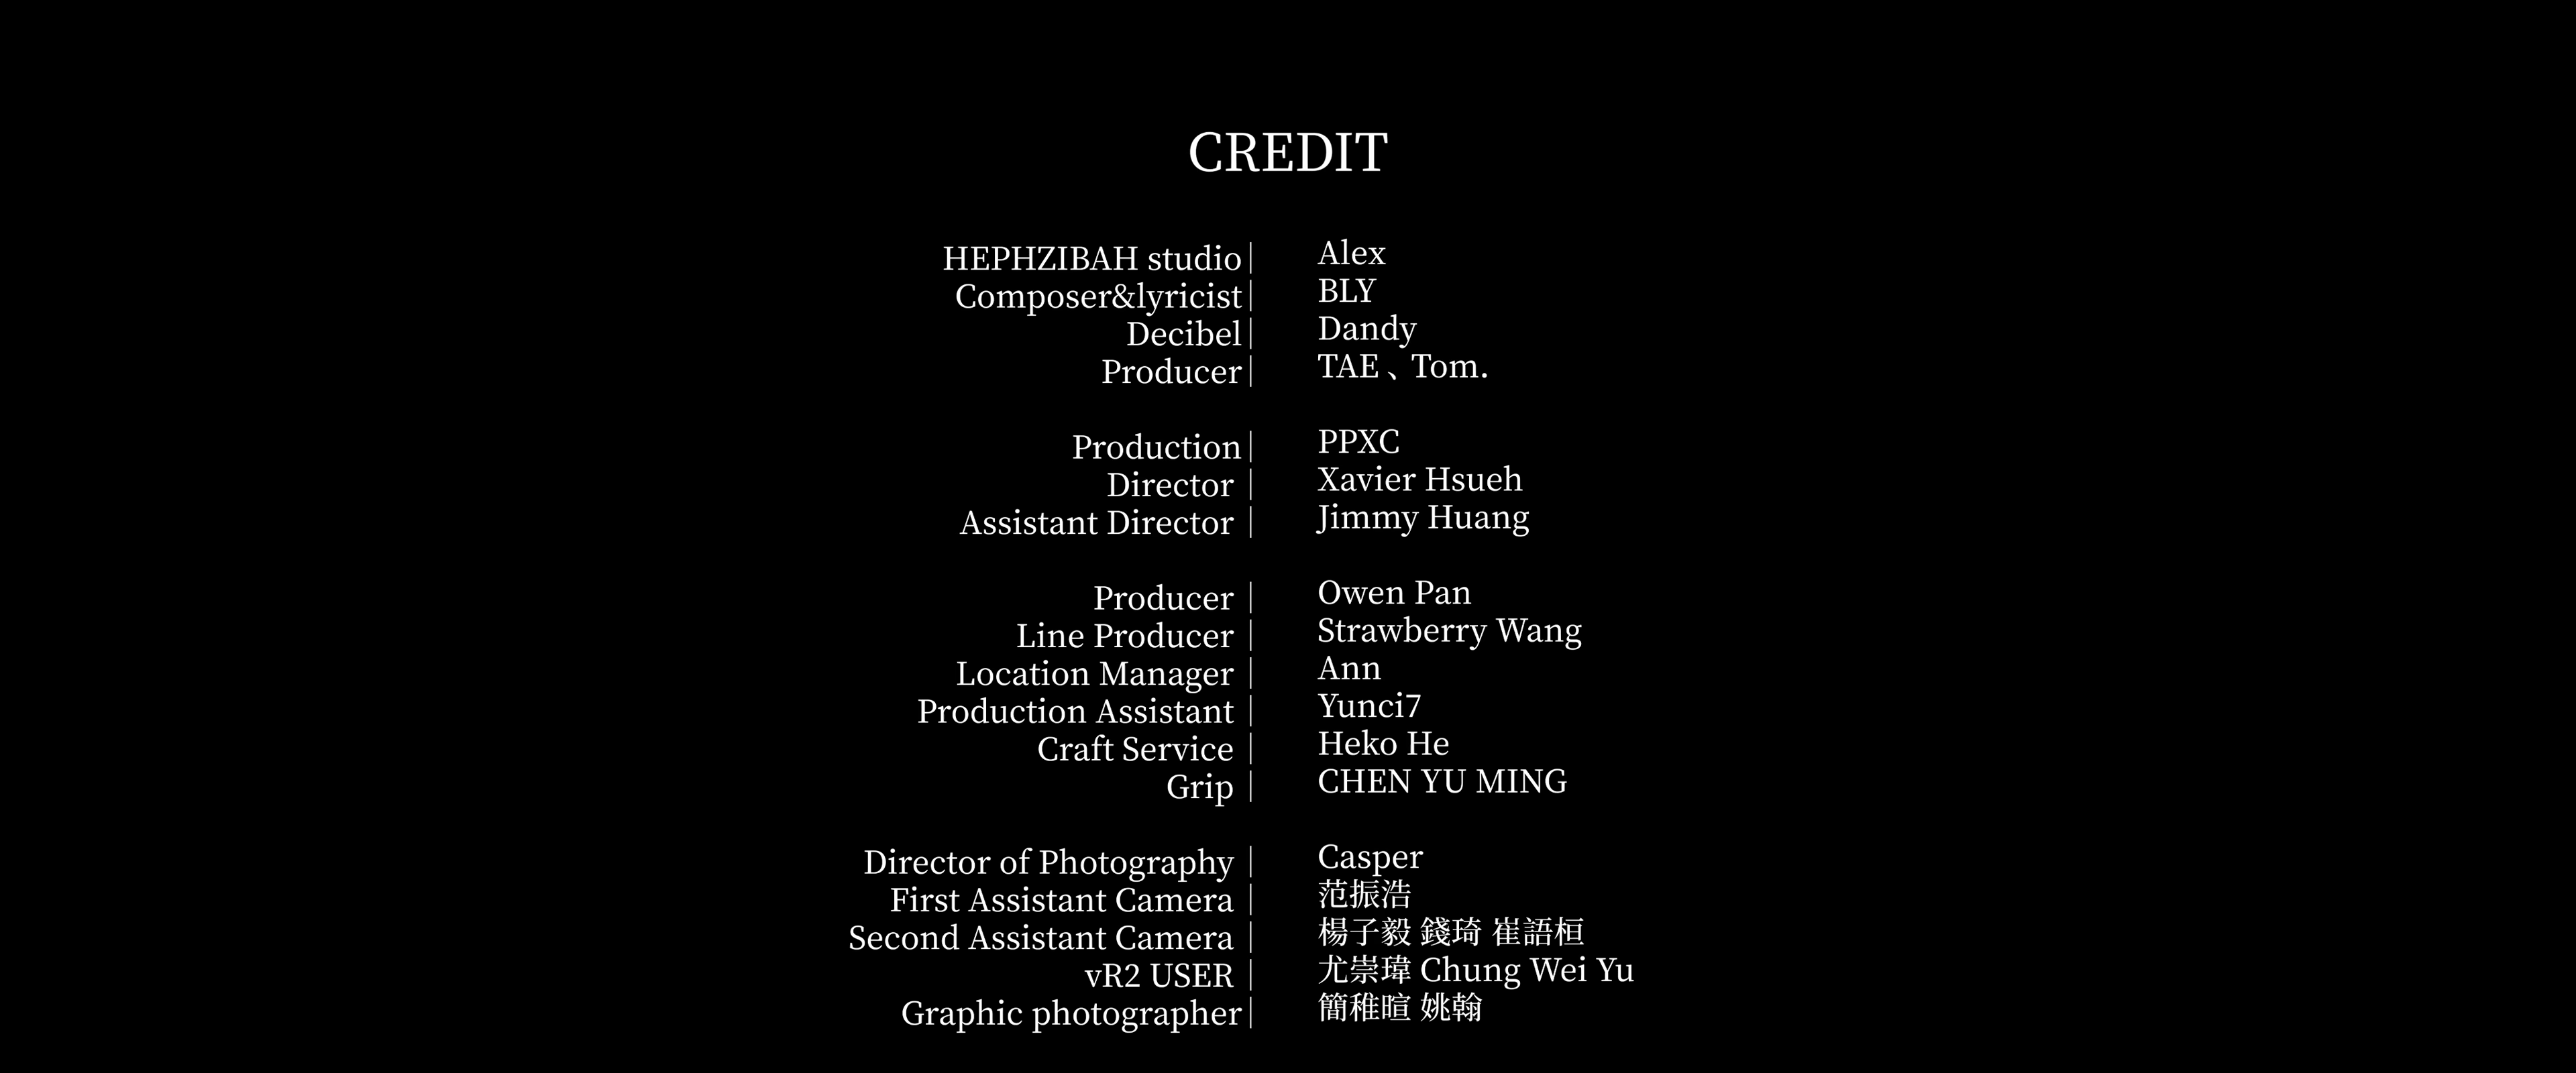 CREDIT
HEPHZIBAH studio | Alex
Composer&lyricist | BLY
Decibel | Dandy
Producer | TAE、Tom.
Production | PPXC
Director | Xavier Hsueh
Assistant Director | Jimmy Huang
Producer | Owen Pan
Line Producer | Strawberry Wang
Location Manager | Ann
Production Assistant | Yunci7
Craft Service | Heko He
Grip | CHEN YU MING
Director of Photography | Casper
First Assistant Camera | 范振浩
Second Assistant Camera | 楊子毅 錢琦 崔語桓
vR2 USER | 尤崇瑋 Chung Wei Yu
Graphic photographer | 簡稚暄 姚翰